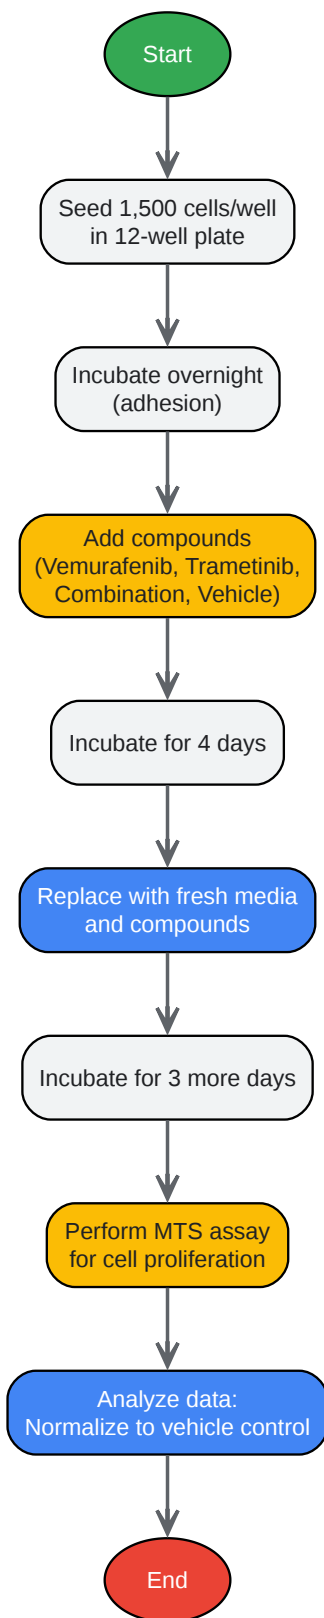 Start
Seed 1,500 cells/well
in 12-well plate
Incubate overnight
(adhesion)
Add compounds
(Vemurafenib, Trametinib,
Combination, Vehicle)
Incubate for 4 days
Replace with fresh media
and compounds
Incubate for 3 more days
Perform MTS assay
for cell proliferation
Analyze data:
Normalize to vehicle control
End